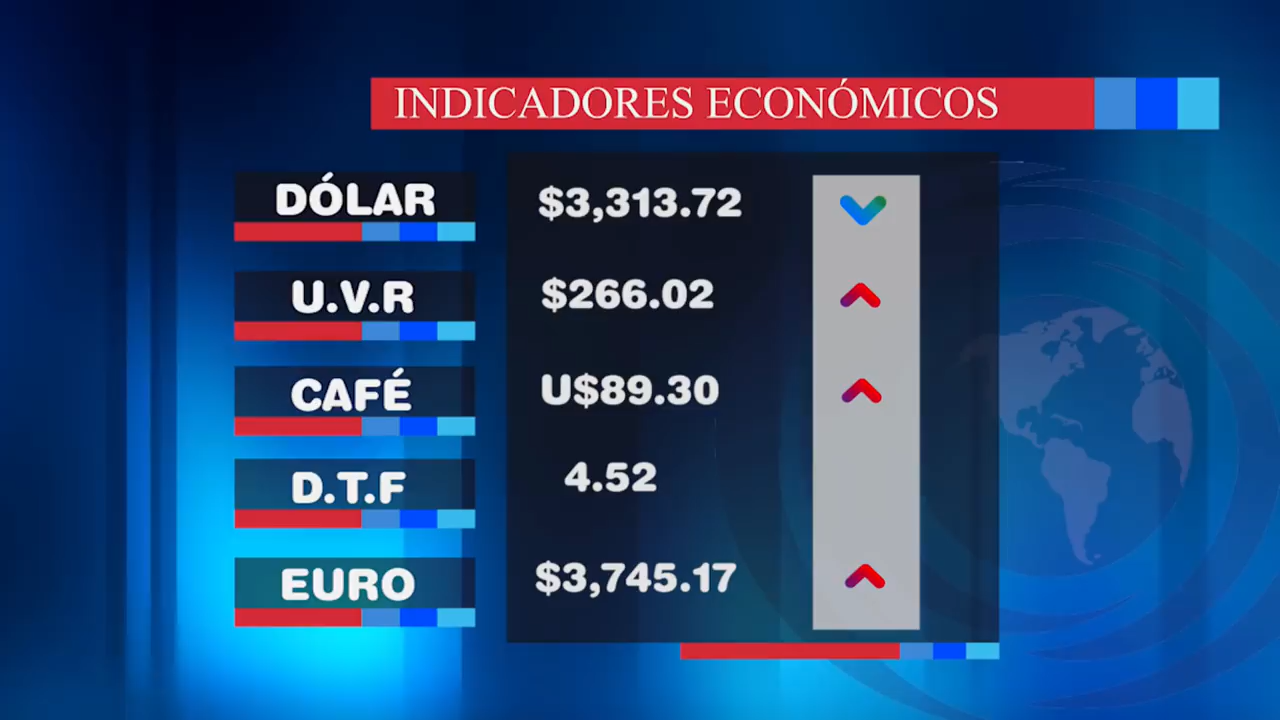 INDICADORES ECONÓMICOS
DÓLAR $3,313.72
U.V.R $266.02
CAFÉ U$89.30
D.T.F 4.52
EURO $3,745.17